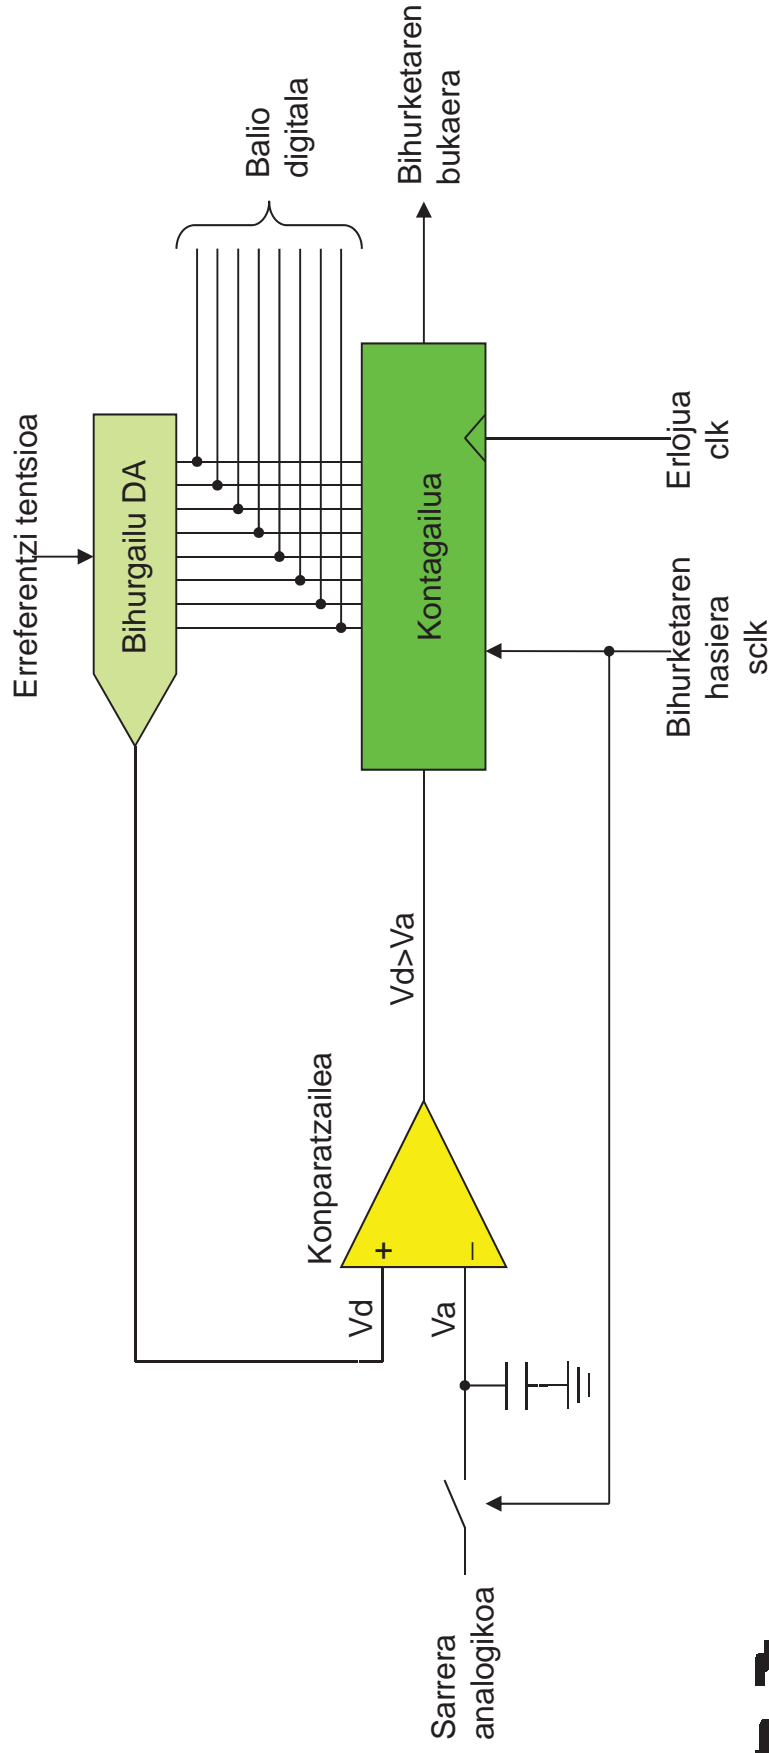 Erreferentzi tentsioa
Bihurgailu DA
Balio
digitala
Sarrera
analogikoa
Vd
Va
+
–
Konparatzailea
Vd>Va
Kontagailua
Bihurketaren
bukaera
Bihurketaren
hasiera
sclk
Erlojua
clk